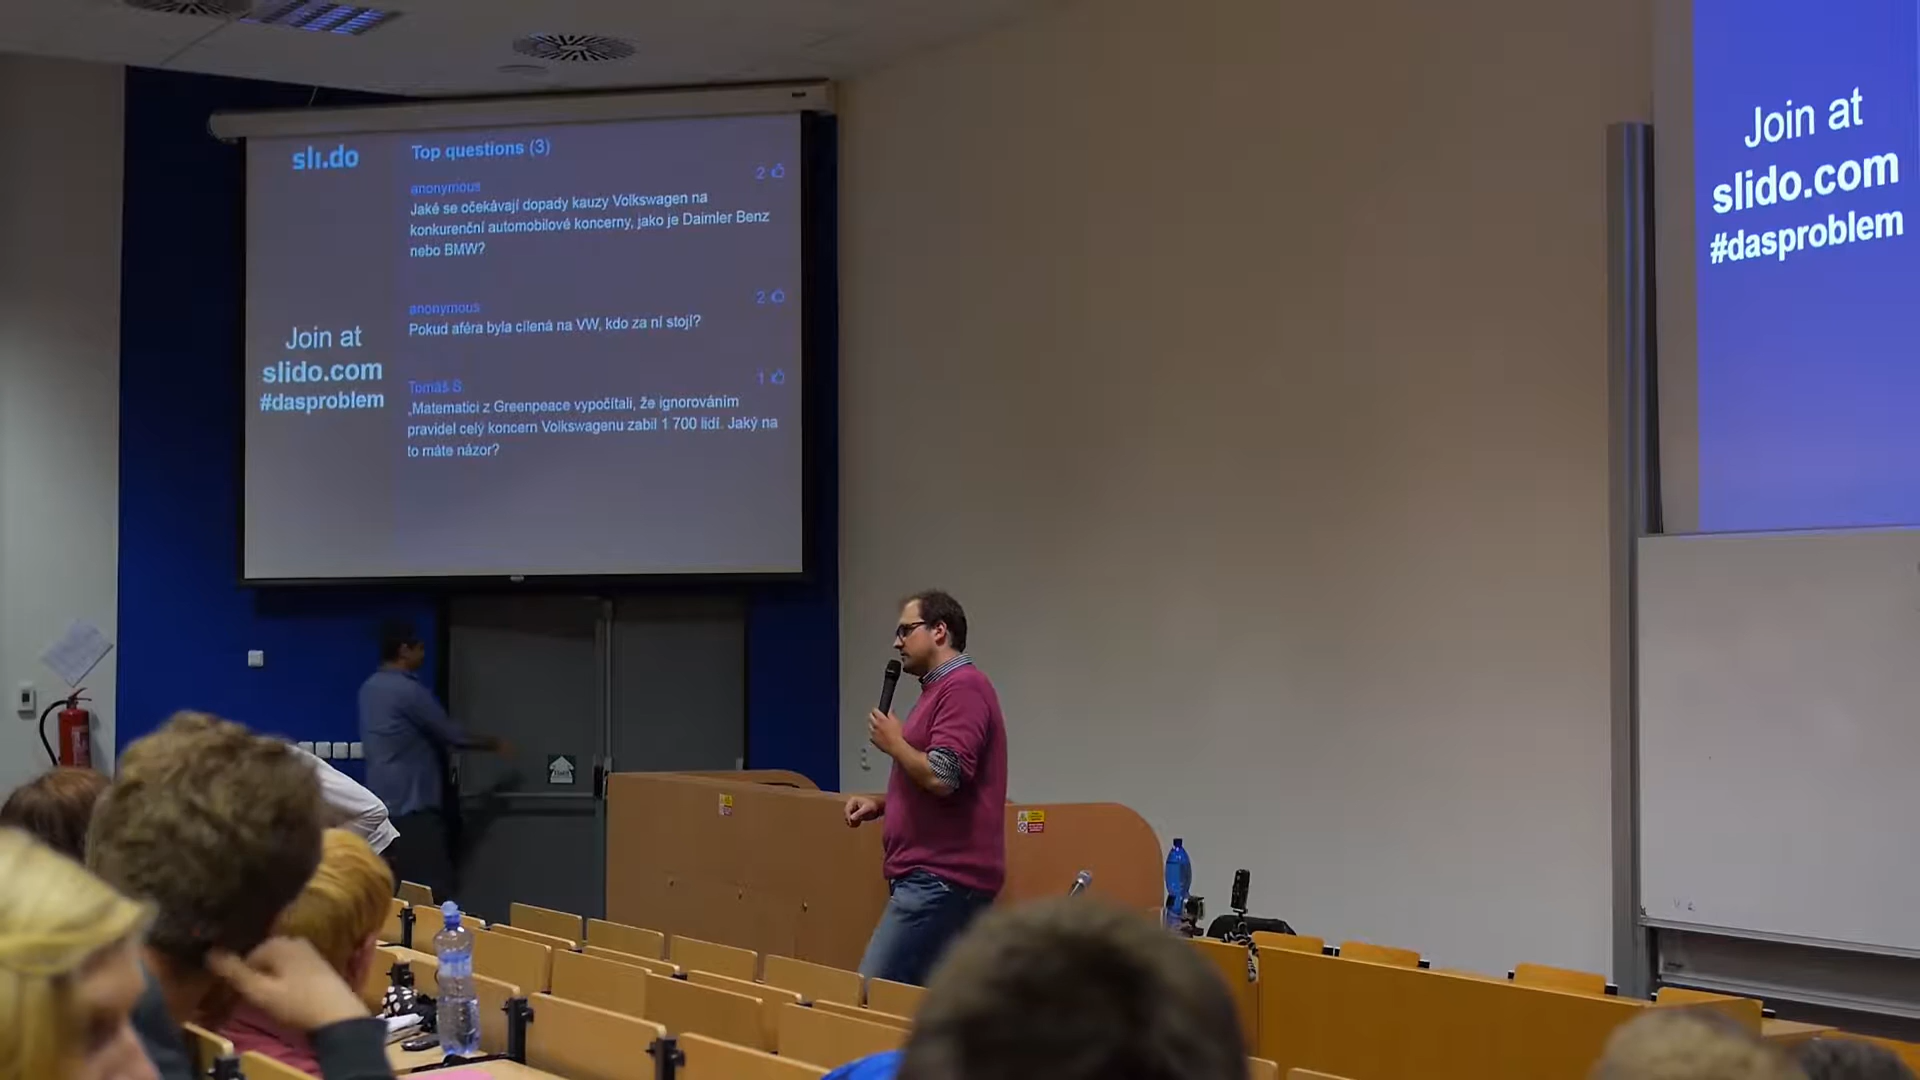 sli.do
Top questions (3)
anonymous
2
Jaké se očekávají dopady kauzy Volkswagen na
konkurenční automobilové koncerny, jako je Daimler Benz
nebo BMW?
anonymous
2
Pokud aféra byla cílená na VW, kdo za ní stojí?
Tomáš S.
1
„Matematici z Greenpeace vypočítali, že ignorováním
pravidel celý koncern Volkswagenu zabil 1 700 lidí. Jaký na
to máte názor?
Join at
slido.com
#dasproblem
Join at
slido.com
#dasproblem